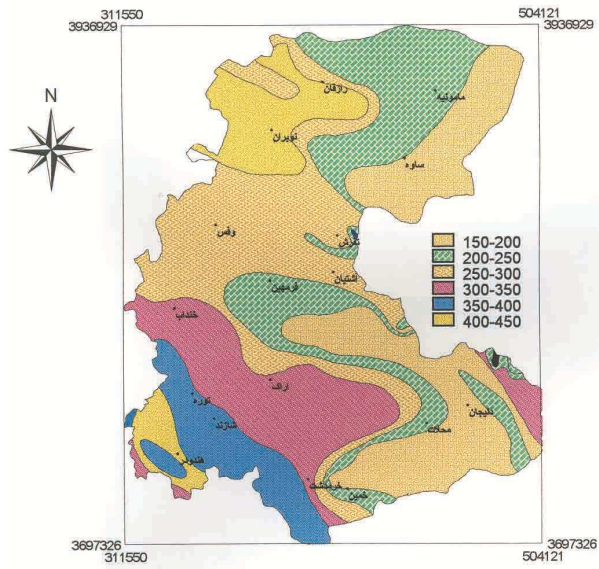 311550
504121
3936929
3936929
N
رازقان
مامونیه
نوبران
ساوه
وفس
تفرش
آشتیان
150-200
200-250
250-300
300-350
350-400
400-450
فرمهین
خنداب
اراک
توره
شازند
محلات
دلیجان
هندودر
خرمدشت
خمین
3697326
3697326
311550
504121